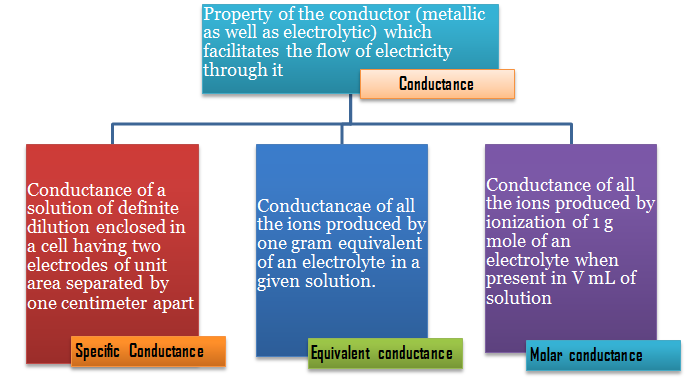 Property of the conductor (metallic
as well as electrolytic) which
facilitates the flow of electricity
through it
Conductance
Conductance of a
solution of definite
dilution enclosed in
a cell having two
electrodes of unit
area separated by
one centimeter apart
Specific Conductance
Conductancae of all
the ions produced by
one gram equivalent
of an electrolyte in a
given solution.
Equivalent conductance
Conductance of all
the ions produced by
ionization of 1 g
mole of an
electrolyte when
present in V mL of
solution
Molar conductance